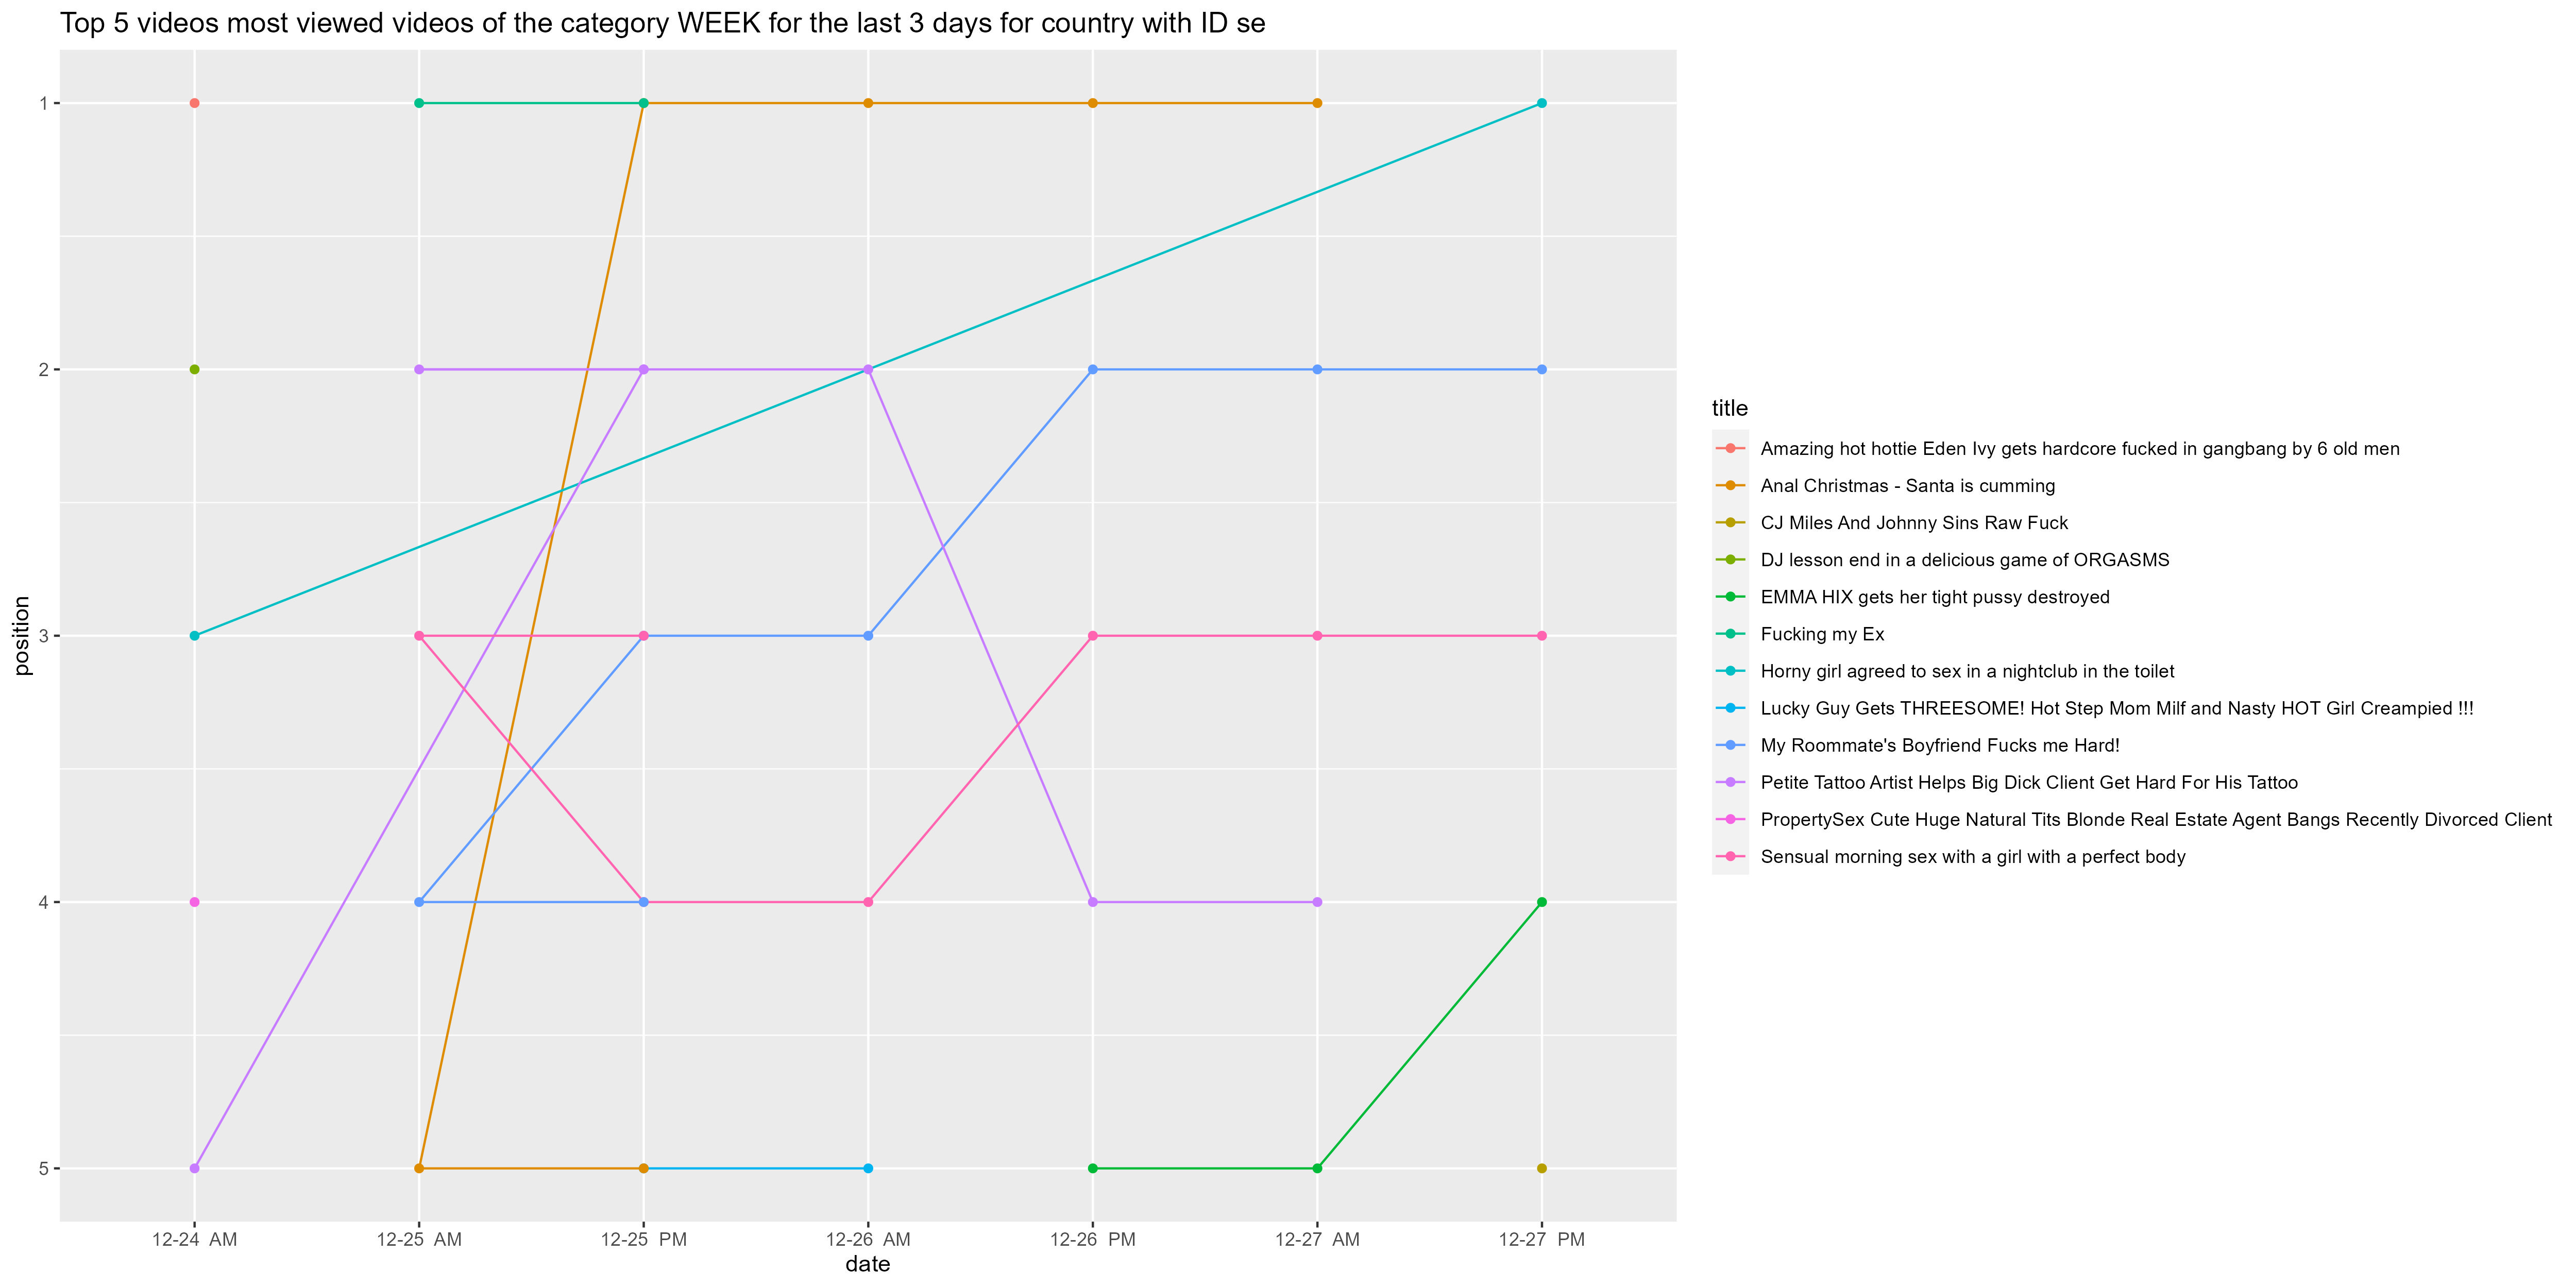 Top 5 videos most viewed videos of the category WEEK for the last 3 days for country with ID se
position
1
2
3
4
5
12-24 AM
12-25 AM
12-25 PM
12-26 AM
12-26 PM
12-27 AM
12-27 PM
date
title
Amazing hot hottie Eden Ivy gets hardcore fucked in gangbang by 6 old men
Anal Christmas - Santa is cumming
CJ Miles And Johnny Sins Raw Fuck
DJ lesson end in a delicious game of ORGASMS
EMMA HIX gets her tight pussy destroyed
Fucking my Ex
Horny girl agreed to sex in a nightclub in the toilet
Lucky Guy Gets THREESOME! Hot Step Mom Milf and Nasty HOT Girl Creampied !!!
My Roommate's Boyfriend Fucks me Hard!
Petite Tattoo Artist Helps Big Dick Client Get Hard For His Tattoo
PropertySex Cute Huge Natural Tits Blonde Real Estate Agent Bangs Recently Divorced Client
Sensual morning sex with a girl with a perfect body